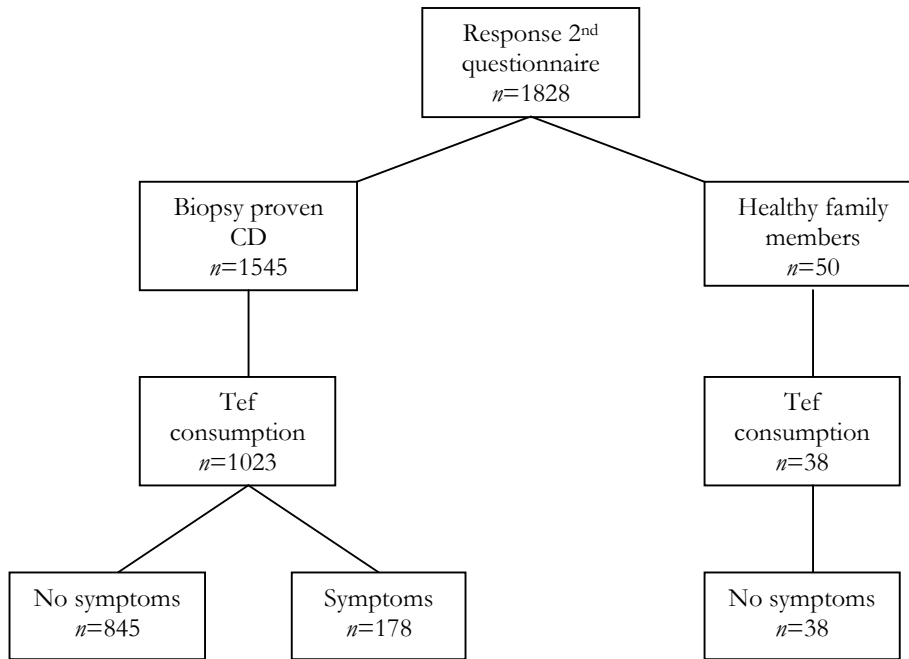 Response 2nd
questionnaire
n=1828
Biopsy proven
CD
n=1545
Healthy family
members
n=50
Tef
consumption
n=1023
Tef
consumption
n=38
No symptoms
n=845
Symptoms
n=178
No symptoms
n=38